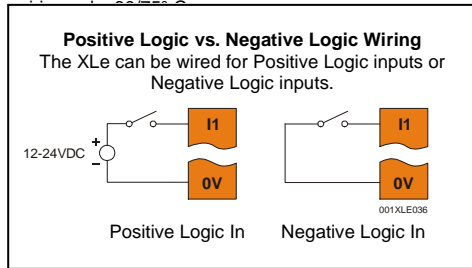 Positive Logic vs. Negative Logic Wiring
The XLe can be wired for Positive Logic inputs or
Negative Logic inputs.
I1
I1
12-24VDC
+
−
0V
0V
001XLE036
Positive Logic In
Negative Logic In